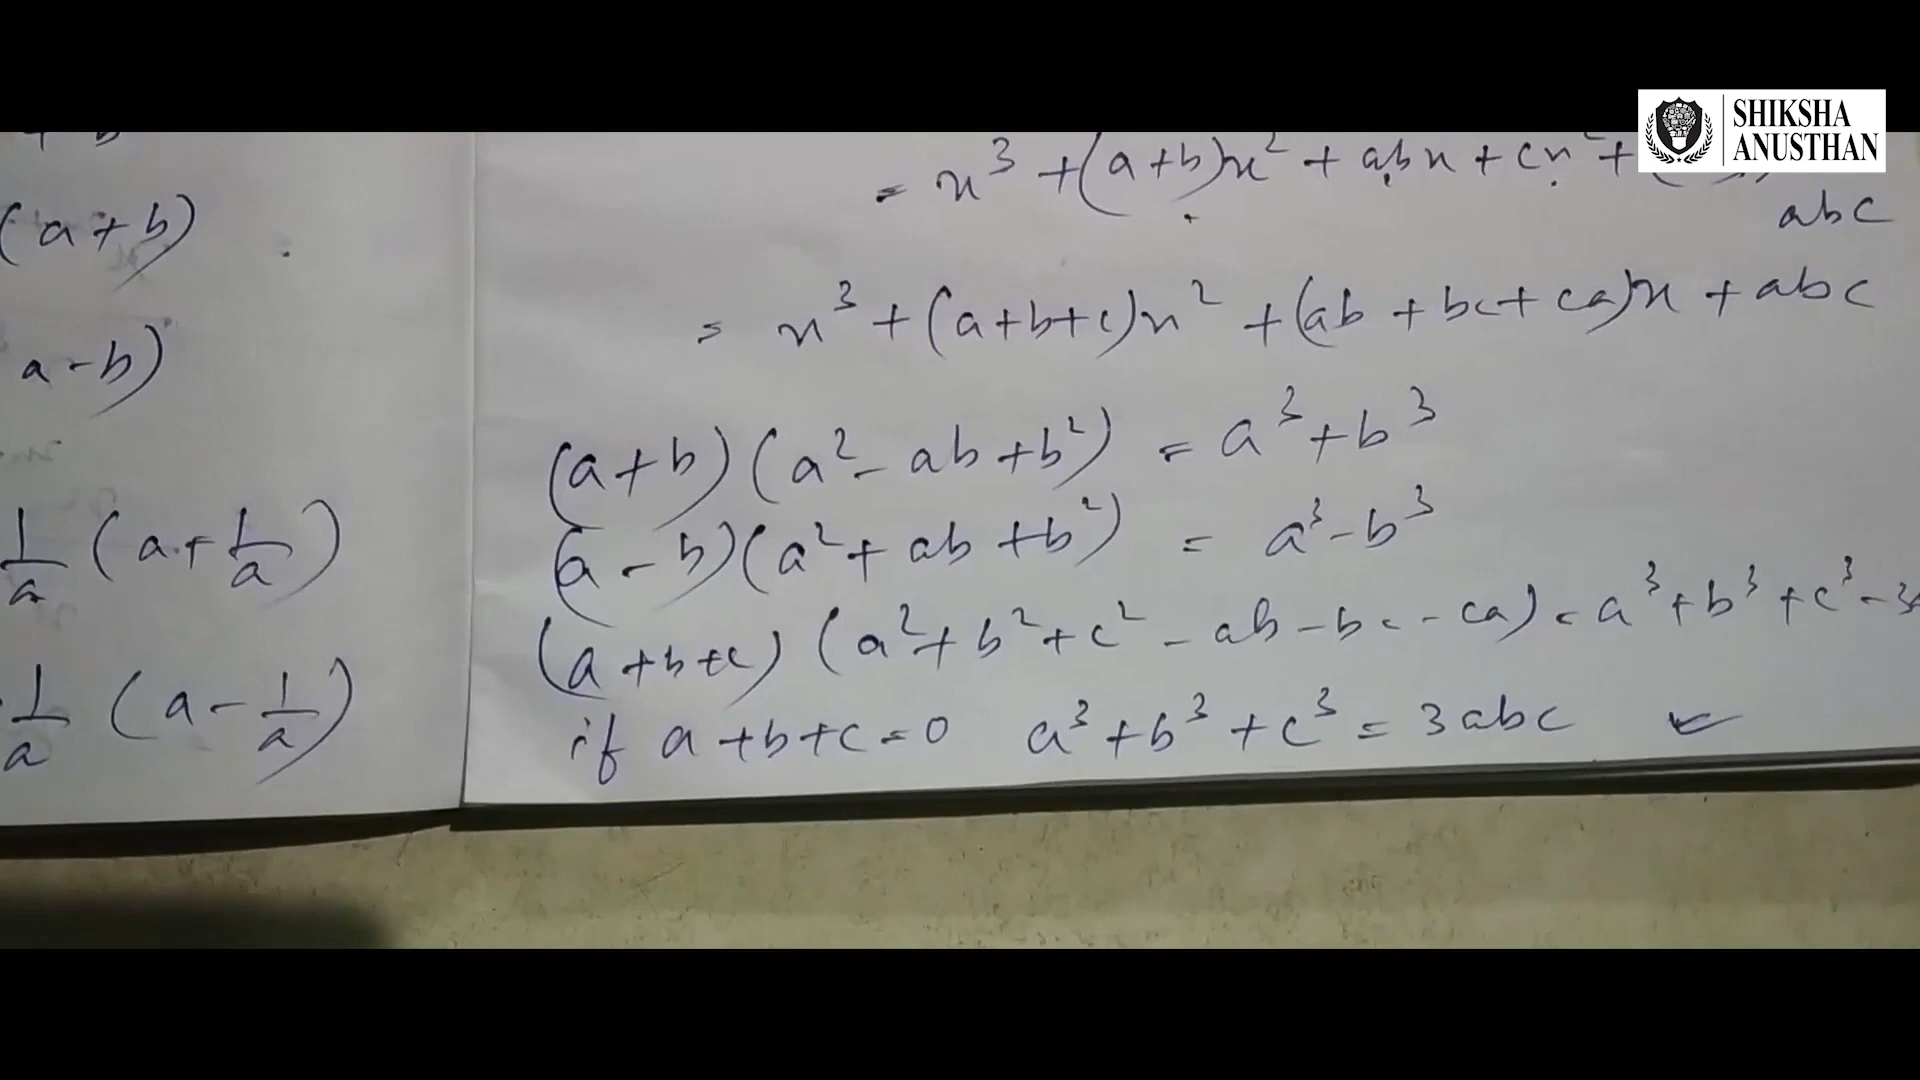 SHIKSHA
ANUSTHAN
+ b
(a+b)
a-b)
1/a (a+1/a)
1/a (a-1/a)
= x³ +(a+b)x² + abx + cx² +
abc
= x³ + (a+b+c)x² + (ab + bc + ca)x + abc
(a+b) (a² - ab + b²) = a³ + b³
(a - b)(a² + ab + b²) = a³ - b³
(a+b+c) (a² + b² + c² - ab - bc - ca) = a³ + b³ + c³ - 3
if a+b+c=0 a³ + b³ + c³ = 3abc